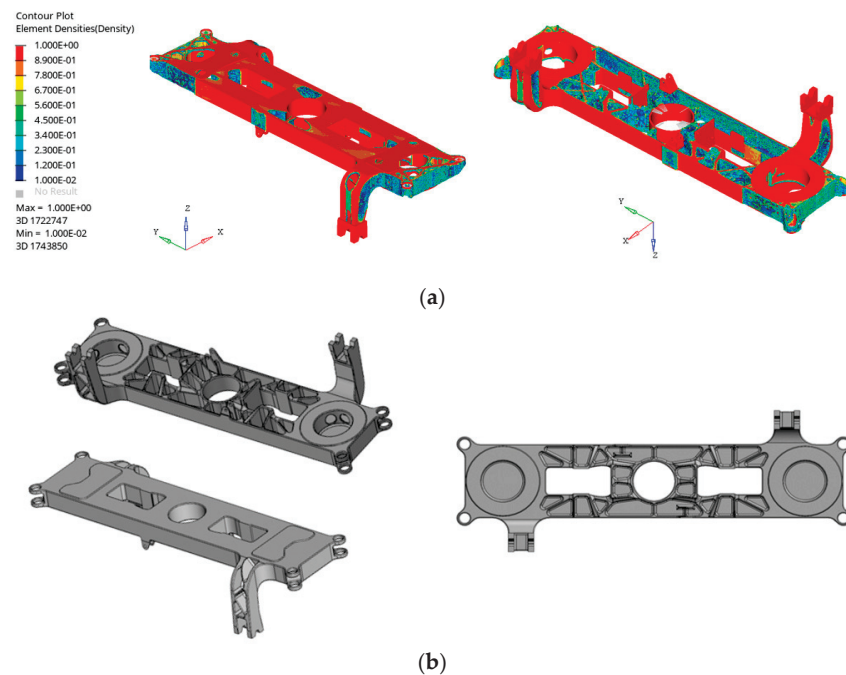 Contour Plot
Element Densities(Density)
1.000E+00
8.900E-01
7.800E-01
6.700E-01
5.600E-01
4.500E-01
3.400E-01
2.300E-01
1.200E-01
1.000E-02
No Result
Max = 1.000E+00
3D 1722747
Min = 1.000E-02
3D 1743850
Z
Y
X
Y
X
Z
(a)
(b)